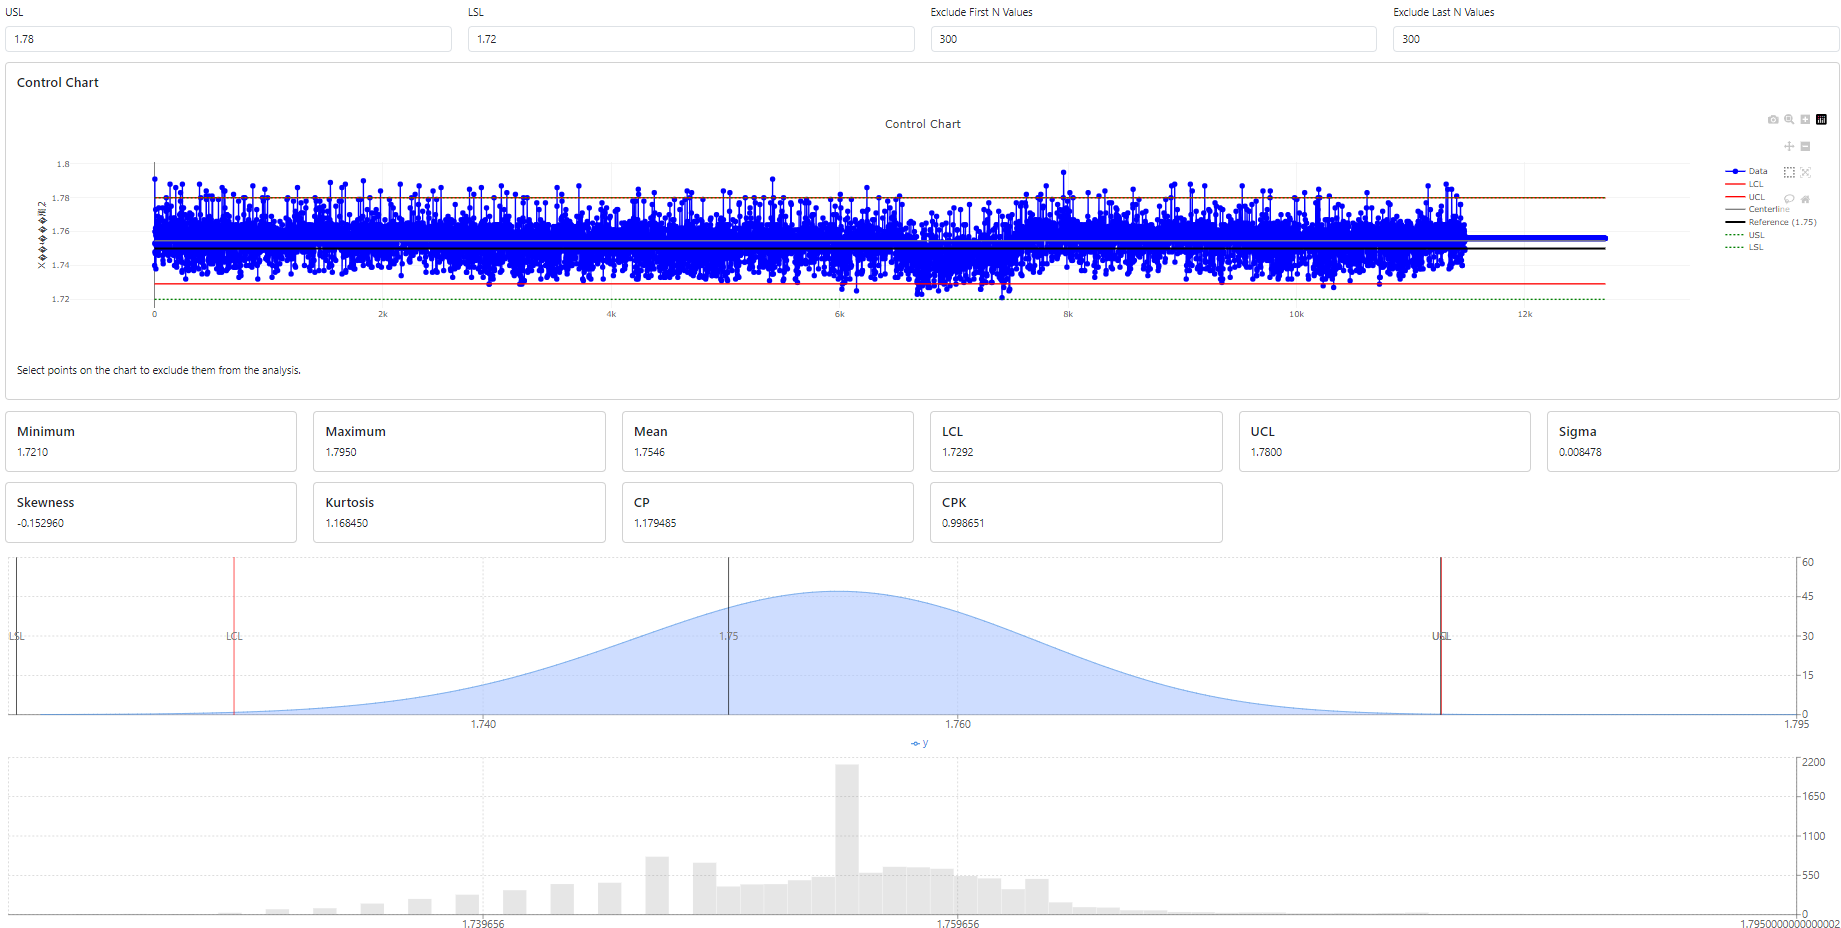 USL
LSL
Exclude First N Values
Exclude Last N Values
1.78
1.72
300
300
Control Chart
Control Chart
1.8
1.78
1.76
1.74
1.72
0
2k
4k
6k
8k
10k
12k
Data
LCL
UCL
Centerline
Reference (1.75)
USL
LSL
Select points on the chart to exclude them from the analysis.
Minimum
1.7210
Maximum
1.7950
Mean
1.7546
LCL
1.7292
UCL
1.7800
Sigma
0.008478
Skewness
-0.152960
Kurtosis
1.168450
CP
1.179485
CPK
0.998651
60
45
30
15
0
LSL
LCL
1.75
1.740
1.760
1.795
y
2200
1650
1100
550
0
1.739656
1.759656
1.7950000000000002